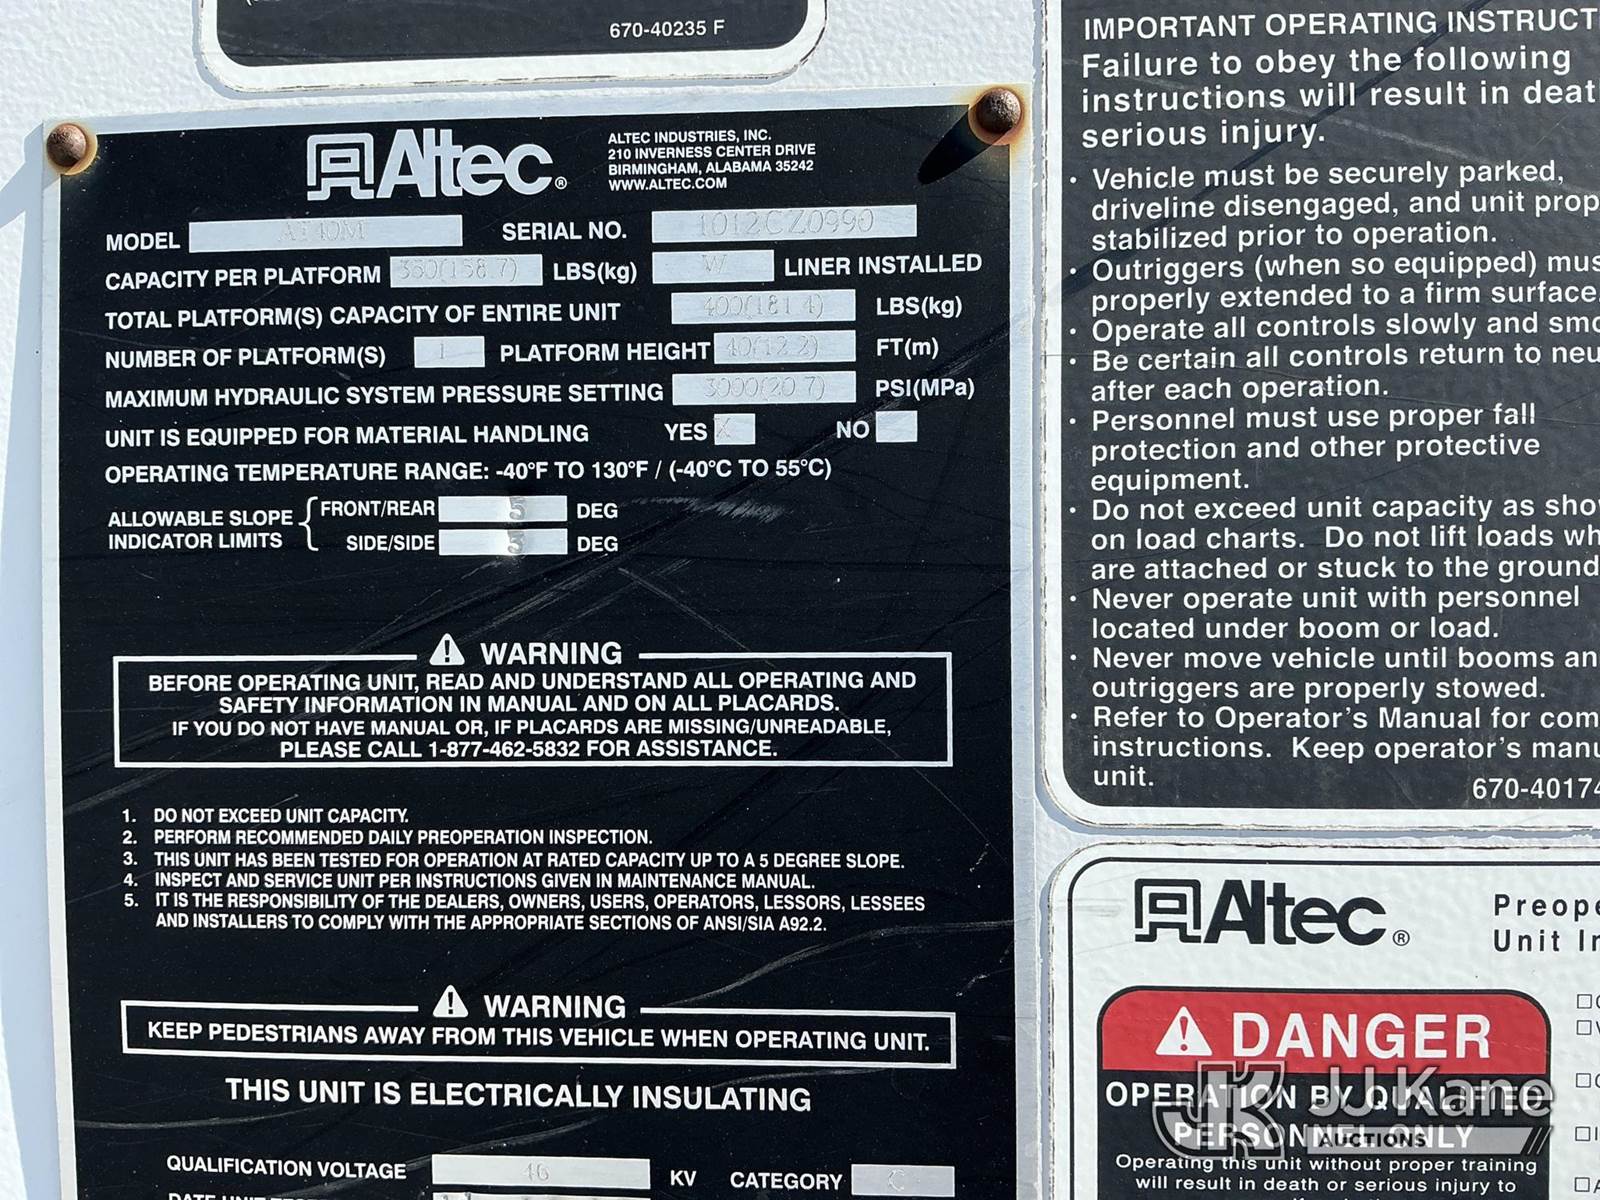 670-40235 F
Altec®
ALTEC INDUSTRIES, INC.
210 INVERNESS CENTER DRIVE
BIRMINGHAM, ALABAMA 35242
WWW.ALTEC.COM
MODEL AT40M SERIAL NO. 1012CZ0990
CAPACITY PER PLATFORM 350(158.7) LBS(kg) W LINER INSTALLED
TOTAL PLATFORM(S) CAPACITY OF ENTIRE UNIT 400(181.4) LBS(kg)
NUMBER OF PLATFORM(S) 1 PLATFORM HEIGHT 40(12.2) FT(m)
MAXIMUM HYDRAULIC SYSTEM PRESSURE SETTING 3000(20.7) PSI(MPa)
UNIT IS EQUIPPED FOR MATERIAL HANDLING YES X NO
OPERATING TEMPERATURE RANGE: -40°F TO 130°F / (-40°C TO 55°C)
ALLOWABLE SLOPE INDICATOR LIMITS
FRONT/REAR 5 DEG
SIDE/SIDE 5 DEG
⚠ WARNING
BEFORE OPERATING UNIT, READ AND UNDERSTAND ALL OPERATING AND
SAFETY INFORMATION IN MANUAL AND ON ALL PLACARDS.
IF YOU DO NOT HAVE MANUAL OR, IF PLACARDS ARE MISSING/UNREADABLE,
PLEASE CALL 1-877-462-5832 FOR ASSISTANCE.
1. DO NOT EXCEED UNIT CAPACITY.
2. PERFORM RECOMMENDED DAILY PREOPERATION INSPECTION.
3. THIS UNIT HAS BEEN TESTED FOR OPERATION AT RATED CAPACITY UP TO A 5 DEGREE SLOPE.
4. INSPECT AND SERVICE UNIT PER INSTRUCTIONS GIVEN IN MAINTENANCE MANUAL.
5. IT IS THE RESPONSIBILITY OF THE DEALERS, OWNERS, USERS, OPERATORS, LESSORS, LESSEES
AND INSTALLERS TO COMPLY WITH THE APPROPRIATE SECTIONS OF ANSI/SIA A92.2.
⚠ WARNING
KEEP PEDESTRIANS AWAY FROM THIS VEHICLE WHEN OPERATING UNIT.
THIS UNIT IS ELECTRICALLY INSULATING
QUALIFICATION VOLTAGE 46 KV CATEGORY C
DATE UNIT
IMPORTANT OPERATING INSTRUCT
Failure to obey the following
instructions will result in deat
serious injury.
• Vehicle must be securely parked,
driveline disengaged, and unit prop
stabilized prior to operation.
• Outriggers (when so equipped) mus
properly extended to a firm surface.
• Operate all controls slowly and smo
• Be certain all controls return to neu
after each operation.
• Personnel must use proper fall
protection and other protective
equipment.
• Do not exceed unit capacity as sho
on load charts. Do not lift loads wh
are attached or stuck to the ground
• Never operate unit with personnel
located under boom or load.
• Never move vehicle until booms an
outriggers are properly stowed.
• Refer to Operator's Manual for com
instructions. Keep operator's manu
unit.
670-40174
Altec®
Preope
Unit In
⚠ DANGER
OPERATION BY QUALIFIED
PERSONNEL ONLY
Operating this unit without proper training
will result in death or serious injury to
JK JJ Kane
AUCTIONS